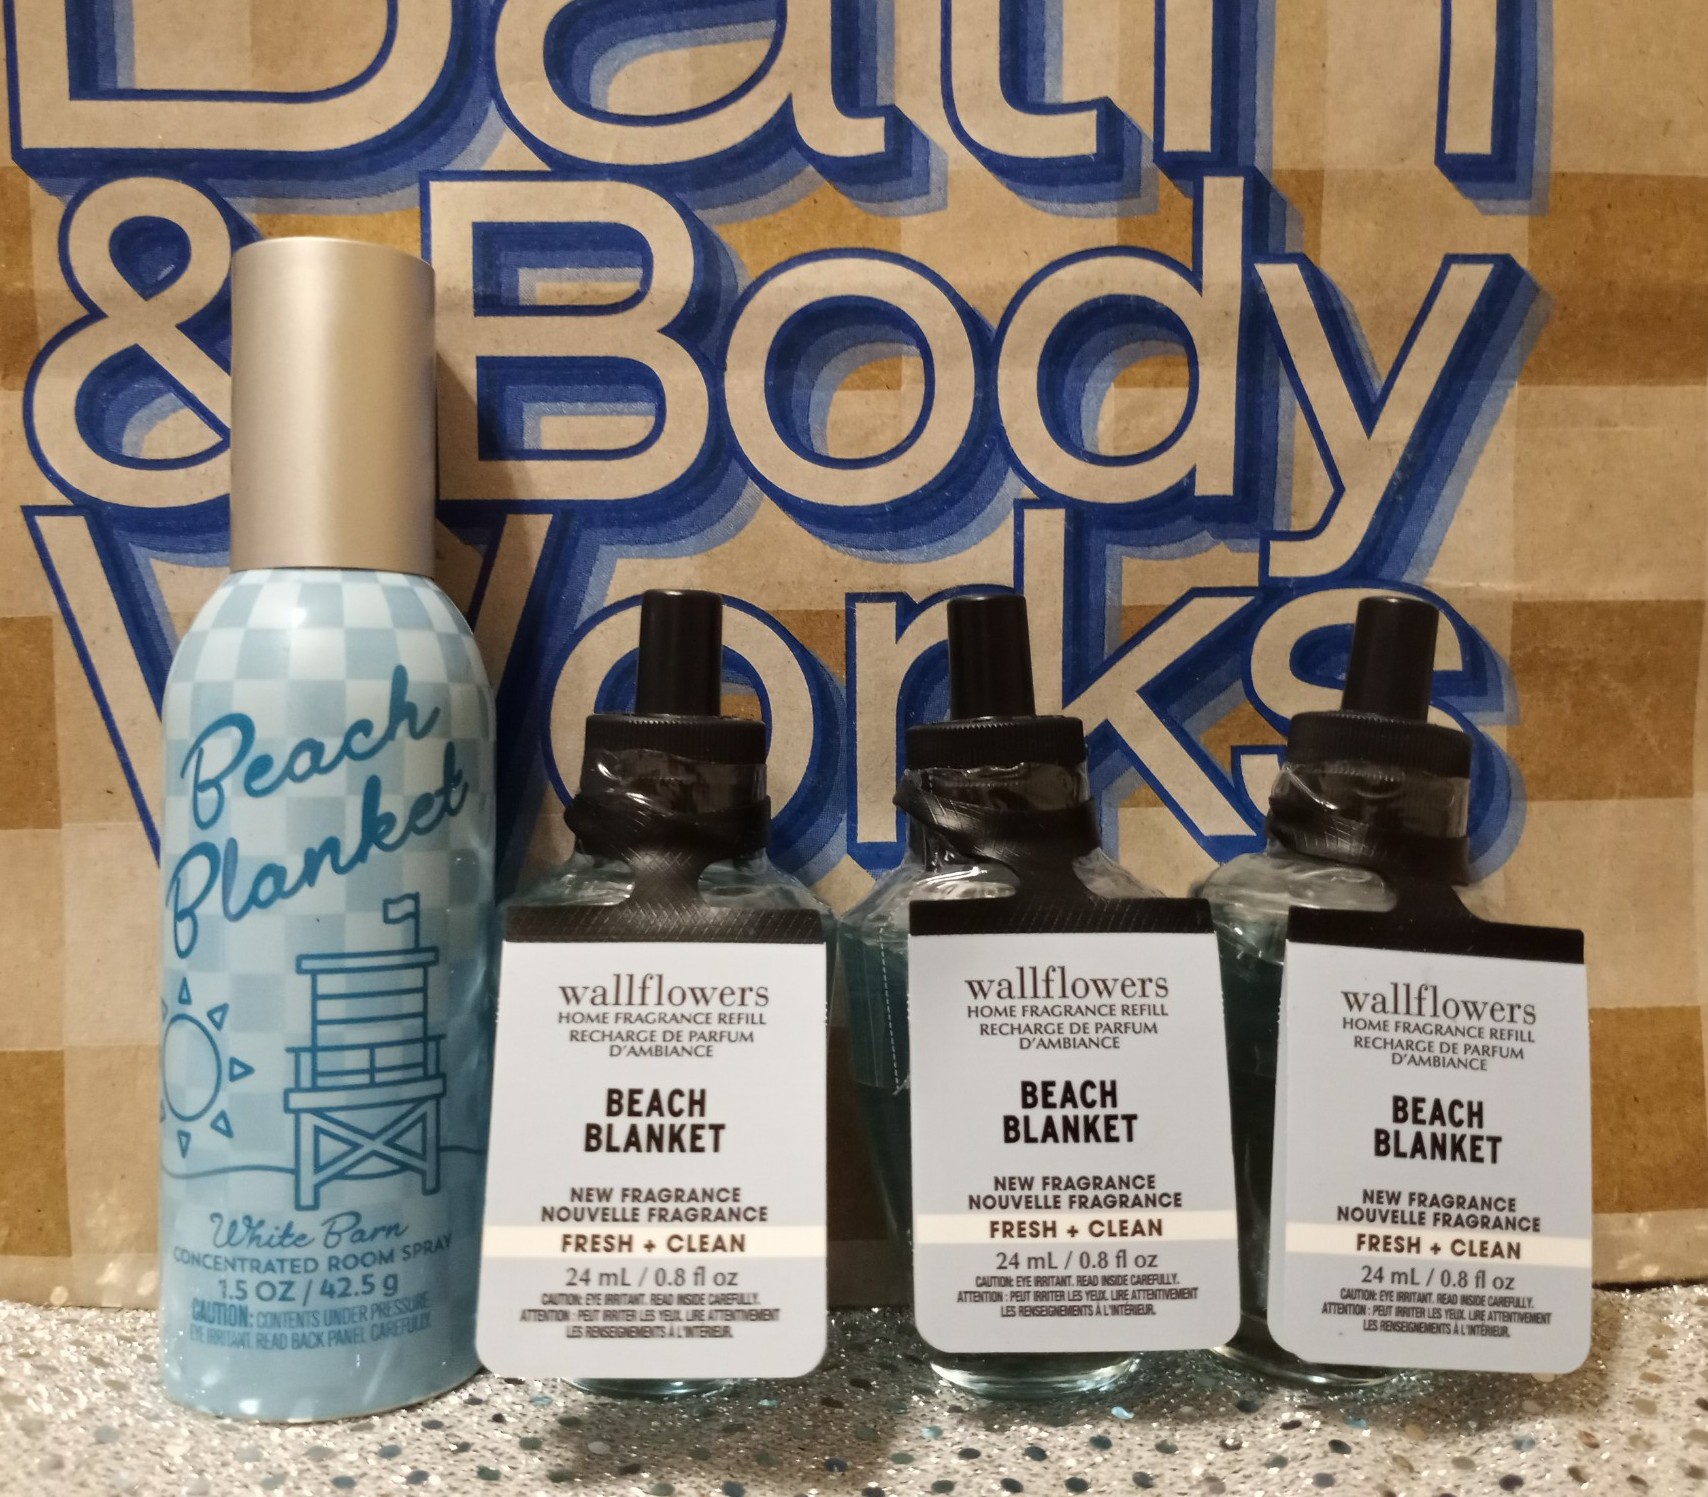 Bath
& Body
Works
Beach
Blanket
White Barn
CONCENTRATED ROOM SPRAY
1.5 OZ / 42.5 g
CAUTION: CONTENTS UNDER PRESSURE.
EYE IRRITANT. READ BACK PANEL CAREFULLY.
wallflowers
HOME FRAGRANCE REFILL
RECHARGE DE PARFUM
D'AMBIANCE
BEACH
BLANKET
NEW FRAGRANCE
NOUVELLE FRAGRANCE
FRESH + CLEAN
24 mL / 0.8 fl oz
CAUTION: EYE IRRITANT. READ INSIDE CAREFULLY.
ATTENTION : PEUT IRRITER LES YEUX. LIRE ATTENTIVEMENT
LES RENSEIGNEMENTS À L'INTÉRIEUR.
wallflowers
HOME FRAGRANCE REFILL
RECHARGE DE PARFUM
D'AMBIANCE
BEACH
BLANKET
NEW FRAGRANCE
NOUVELLE FRAGRANCE
FRESH + CLEAN
24 mL / 0.8 fl oz
CAUTION: EYE IRRITANT. READ INSIDE CAREFULLY.
ATTENTION : PEUT IRRITER LES YEUX. LIRE ATTENTIVEMENT
LES RENSEIGNEMENTS À L'INTÉRIEUR.
wallflowers
HOME FRAGRANCE REFILL
RECHARGE DE PARFUM
D'AMBIANCE
BEACH
BLANKET
NEW FRAGRANCE
NOUVELLE FRAGRANCE
FRESH + CLEAN
24 mL / 0.8 fl oz
CAUTION: EYE IRRITANT. READ INSIDE CAREFULLY.
ATTENTION : PEUT IRRITER LES YEUX. LIRE ATTENTIVEMENT
LES RENSEIGNEMENTS À L'INTÉRIEUR.